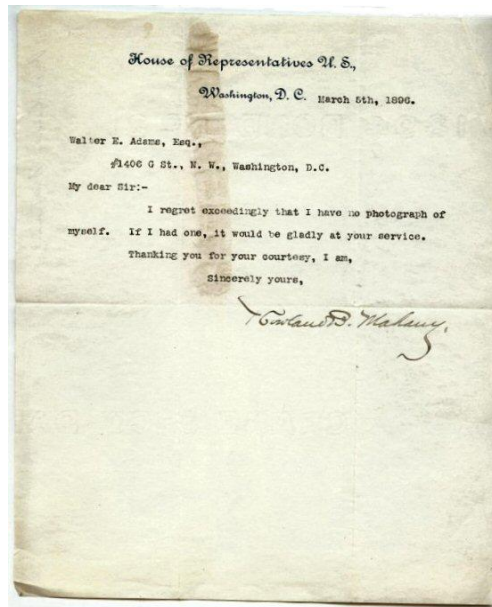 House of Representatives U. S.,
Washington, D. C. March 5th, 1896.
Walter E. Adams, Esq.,
#1406 G St., N. W., Washington, D.C.
My dear Sir:-
I regret exceedingly that I have no photograph of
myself. If I had one, it would be gladly at your service.
Thanking you for your courtesy, I am,
Sincerely yours,
Rowland B. Mahany.